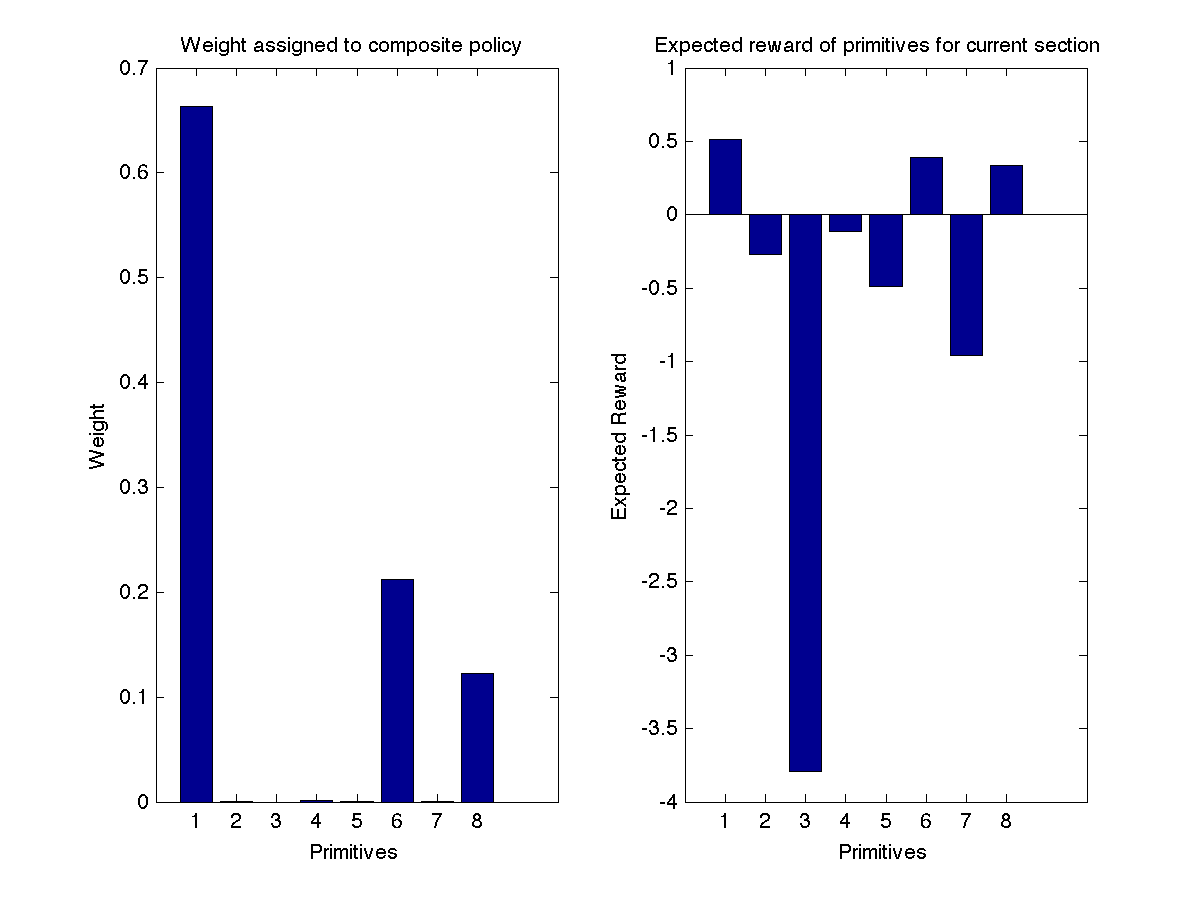 Weight assigned to composite policy
0.7
0.6
0.5
0.4
0.3
0.2
0.1
0
Weight
1 2 3 4 5 6 7 8
Primitives
Expected reward of primitives for current section
1
0.5
0
-0.5
-1
-1.5
-2
-2.5
-3
-3.5
-4
Expected Reward
1 2 3 4 5 6 7 8
Primitives